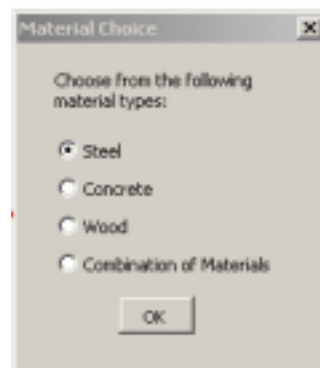 Material Choice
Choose from the following
material types:
Steel
Concrete
Wood
Combination of Materials
OK